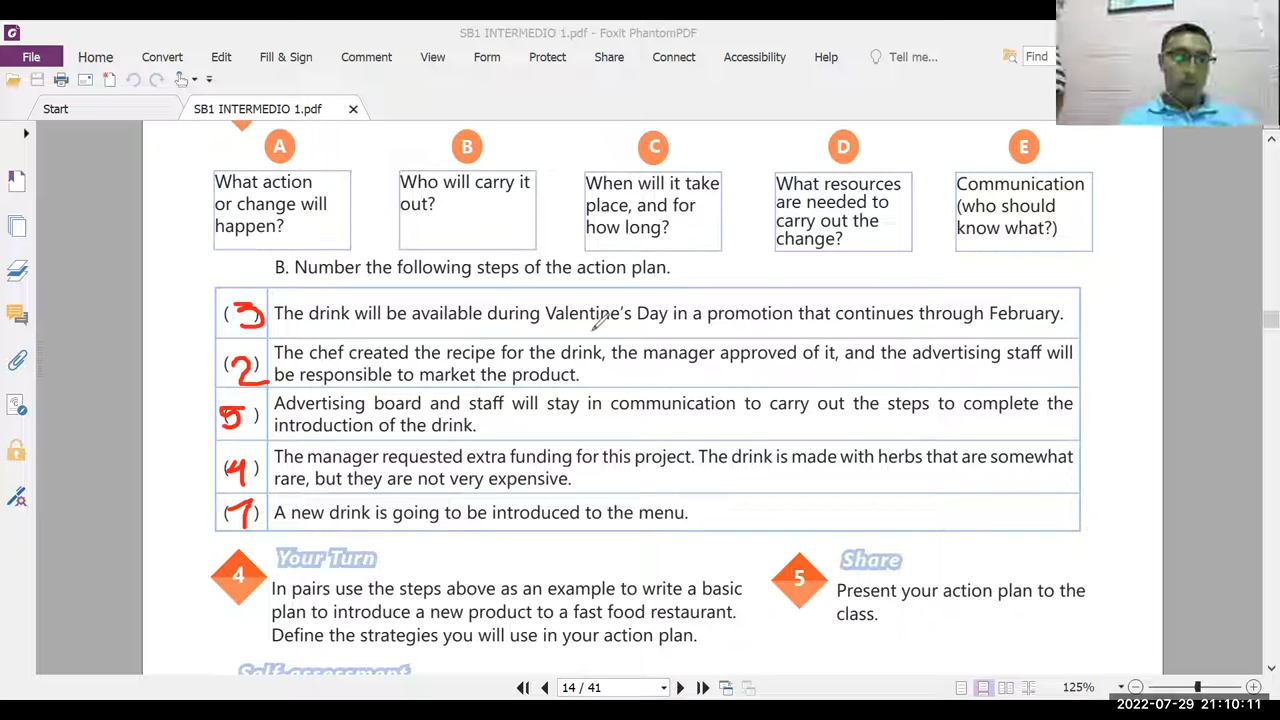 SB1 INTERMEDIO 1.pdf - Foxit PhantomPDF
File Home Convert Edit Fill & Sign Comment View Form Protect Share Connect Accessibility Help Tell me... Find
Start SB1 INTERMEDIO 1.pdf
A B C D E
What action
or change will
happen?
Who will carry it
out?
When will it take
place, and for
how long?
What resources
are needed to
carry out the
change?
Communication
(who should
know what?)
B. Number the following steps of the action plan.
( 3 ) The drink will be available during Valentine's Day in a promotion that continues through February.
( 2 ) The chef created the recipe for the drink, the manager approved of it, and the advertising staff will
be responsible to market the product.
( 5 ) Advertising board and staff will stay in communication to carry out the steps to complete the
introduction of the drink.
( 4 ) The manager requested extra funding for this project. The drink is made with herbs that are somewhat
rare, but they are not very expensive.
( 1 ) A new drink is going to be introduced to the menu.
4 Your Turn
In pairs use the steps above as an example to write a basic
plan to introduce a new product to a fast food restaurant.
Define the strategies you will use in your action plan.
5 Share
Present your action plan to the
class.
Self-assessment
14 / 41
125%
2022-07-29 21:10:11